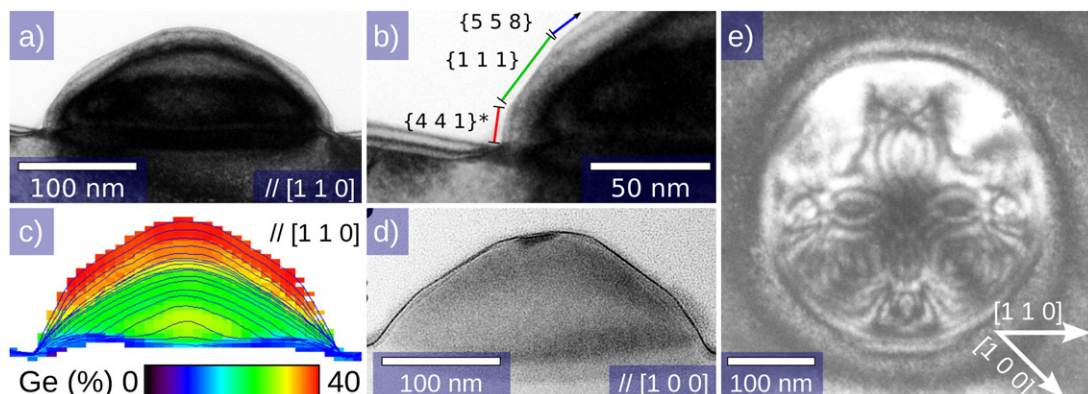 a)
100 nm
// [1 1 0]
b)
{5 5 8}
{1 1 1}
{4 4 1}*
50 nm
c)
// [1 1 0]
Ge (%) 0
40
d)
100 nm
// [1 0 0]
e)
[1 1 0]
[1 0 0]
100 nm